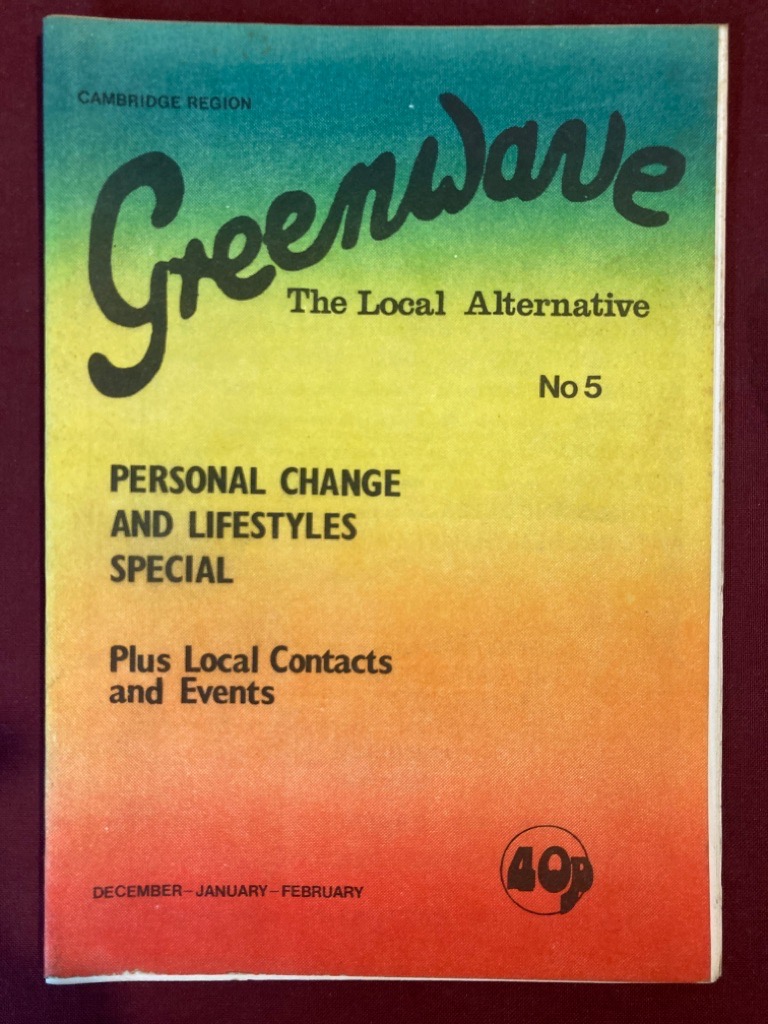 CAMBRIDGE REGION
Greenwave
The Local Alternative
No 5
PERSONAL CHANGE
AND LIFESTYLES
SPECIAL
Plus Local Contacts
and Events
40p
DECEMBER–JANUARY–FEBRUARY